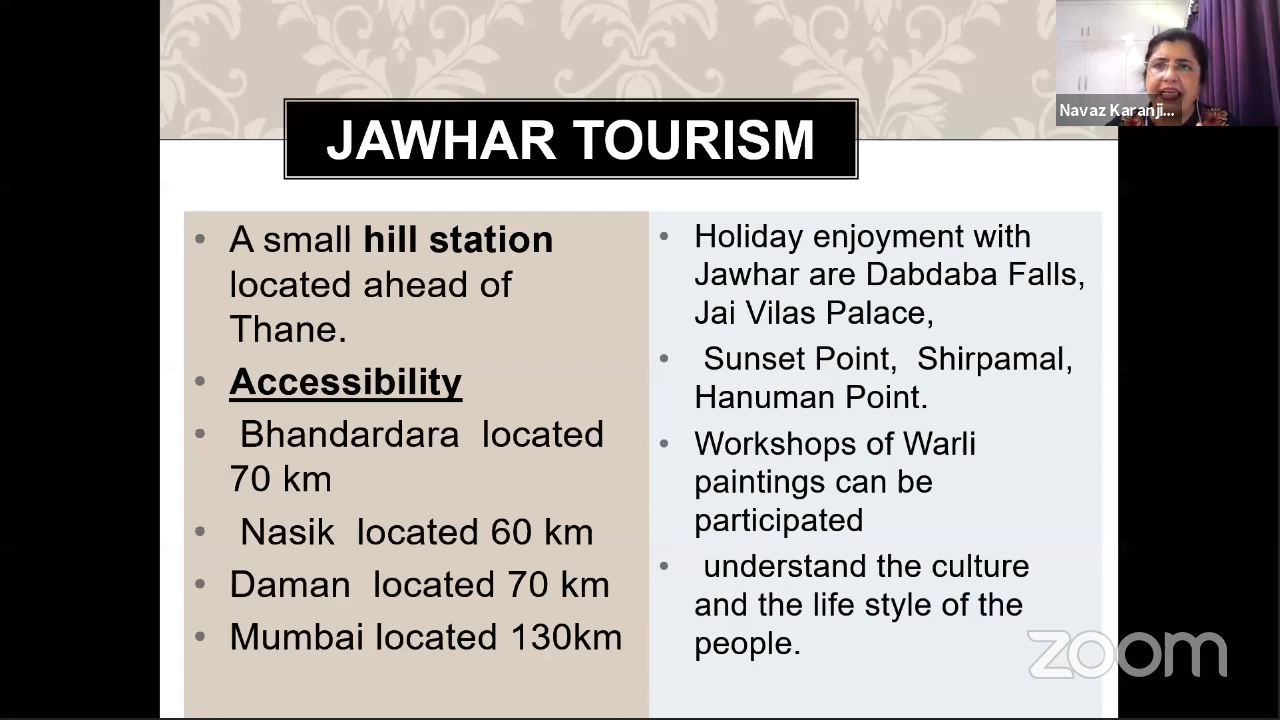 JAWHAR TOURISM
• A small hill station
located ahead of
Thane.
• Accessibility
• Bhandardara located
70 km
• Nasik located 60 km
• Daman located 70 km
• Mumbai located 130km
• Holiday enjoyment with
Jawhar are Dabdaba Falls,
Jai Vilas Palace,
• Sunset Point, Shirpamal,
Hanuman Point.
• Workshops of Warli
paintings can be
participated
• understand the culture
and the life style of the
people.
Navaz Karanji...
zoom